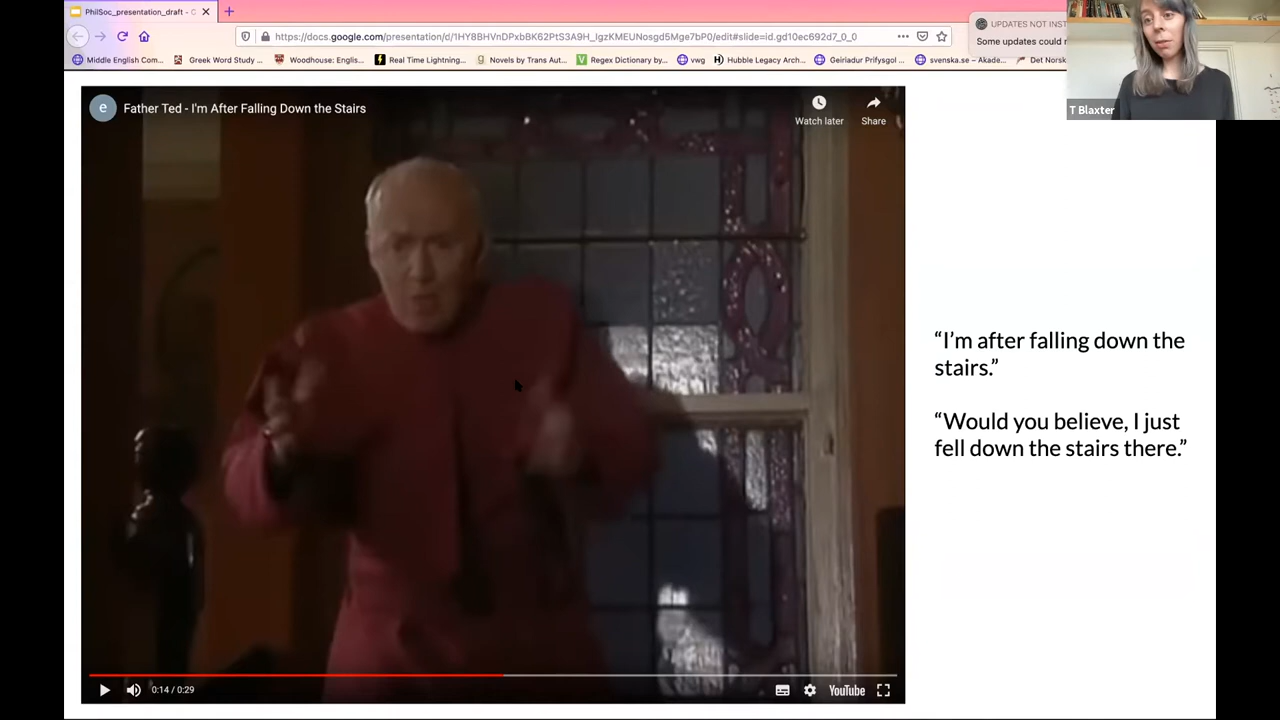 PhilSoc_presentation_draft - G
https://docs.google.com/presentation/d/1HY8BHVnDPxbBK62PtS3A9H_IgzKMEUNosgd5Mge7bP0/edit#slide=id.gd10ec692d7_0_0
UPDATES NOT INST
Some updates could n
Middle English Com...
Greek Word Study ...
Woodhouse: Englis...
Real Time Lightning...
Novels by Trans Aut...
Regex Dictionary by...
vwg
Hubble Legacy Arch...
Geiriadur Prifysgol ...
svenska.se – Akade...
Det Norsk
T Blaxter
e
Father Ted - I'm After Falling Down the Stairs
Watch later
Share
“I’m after falling down the
stairs.”
“Would you believe, I just
fell down the stairs there.”
0:14 / 0:29
YouTube